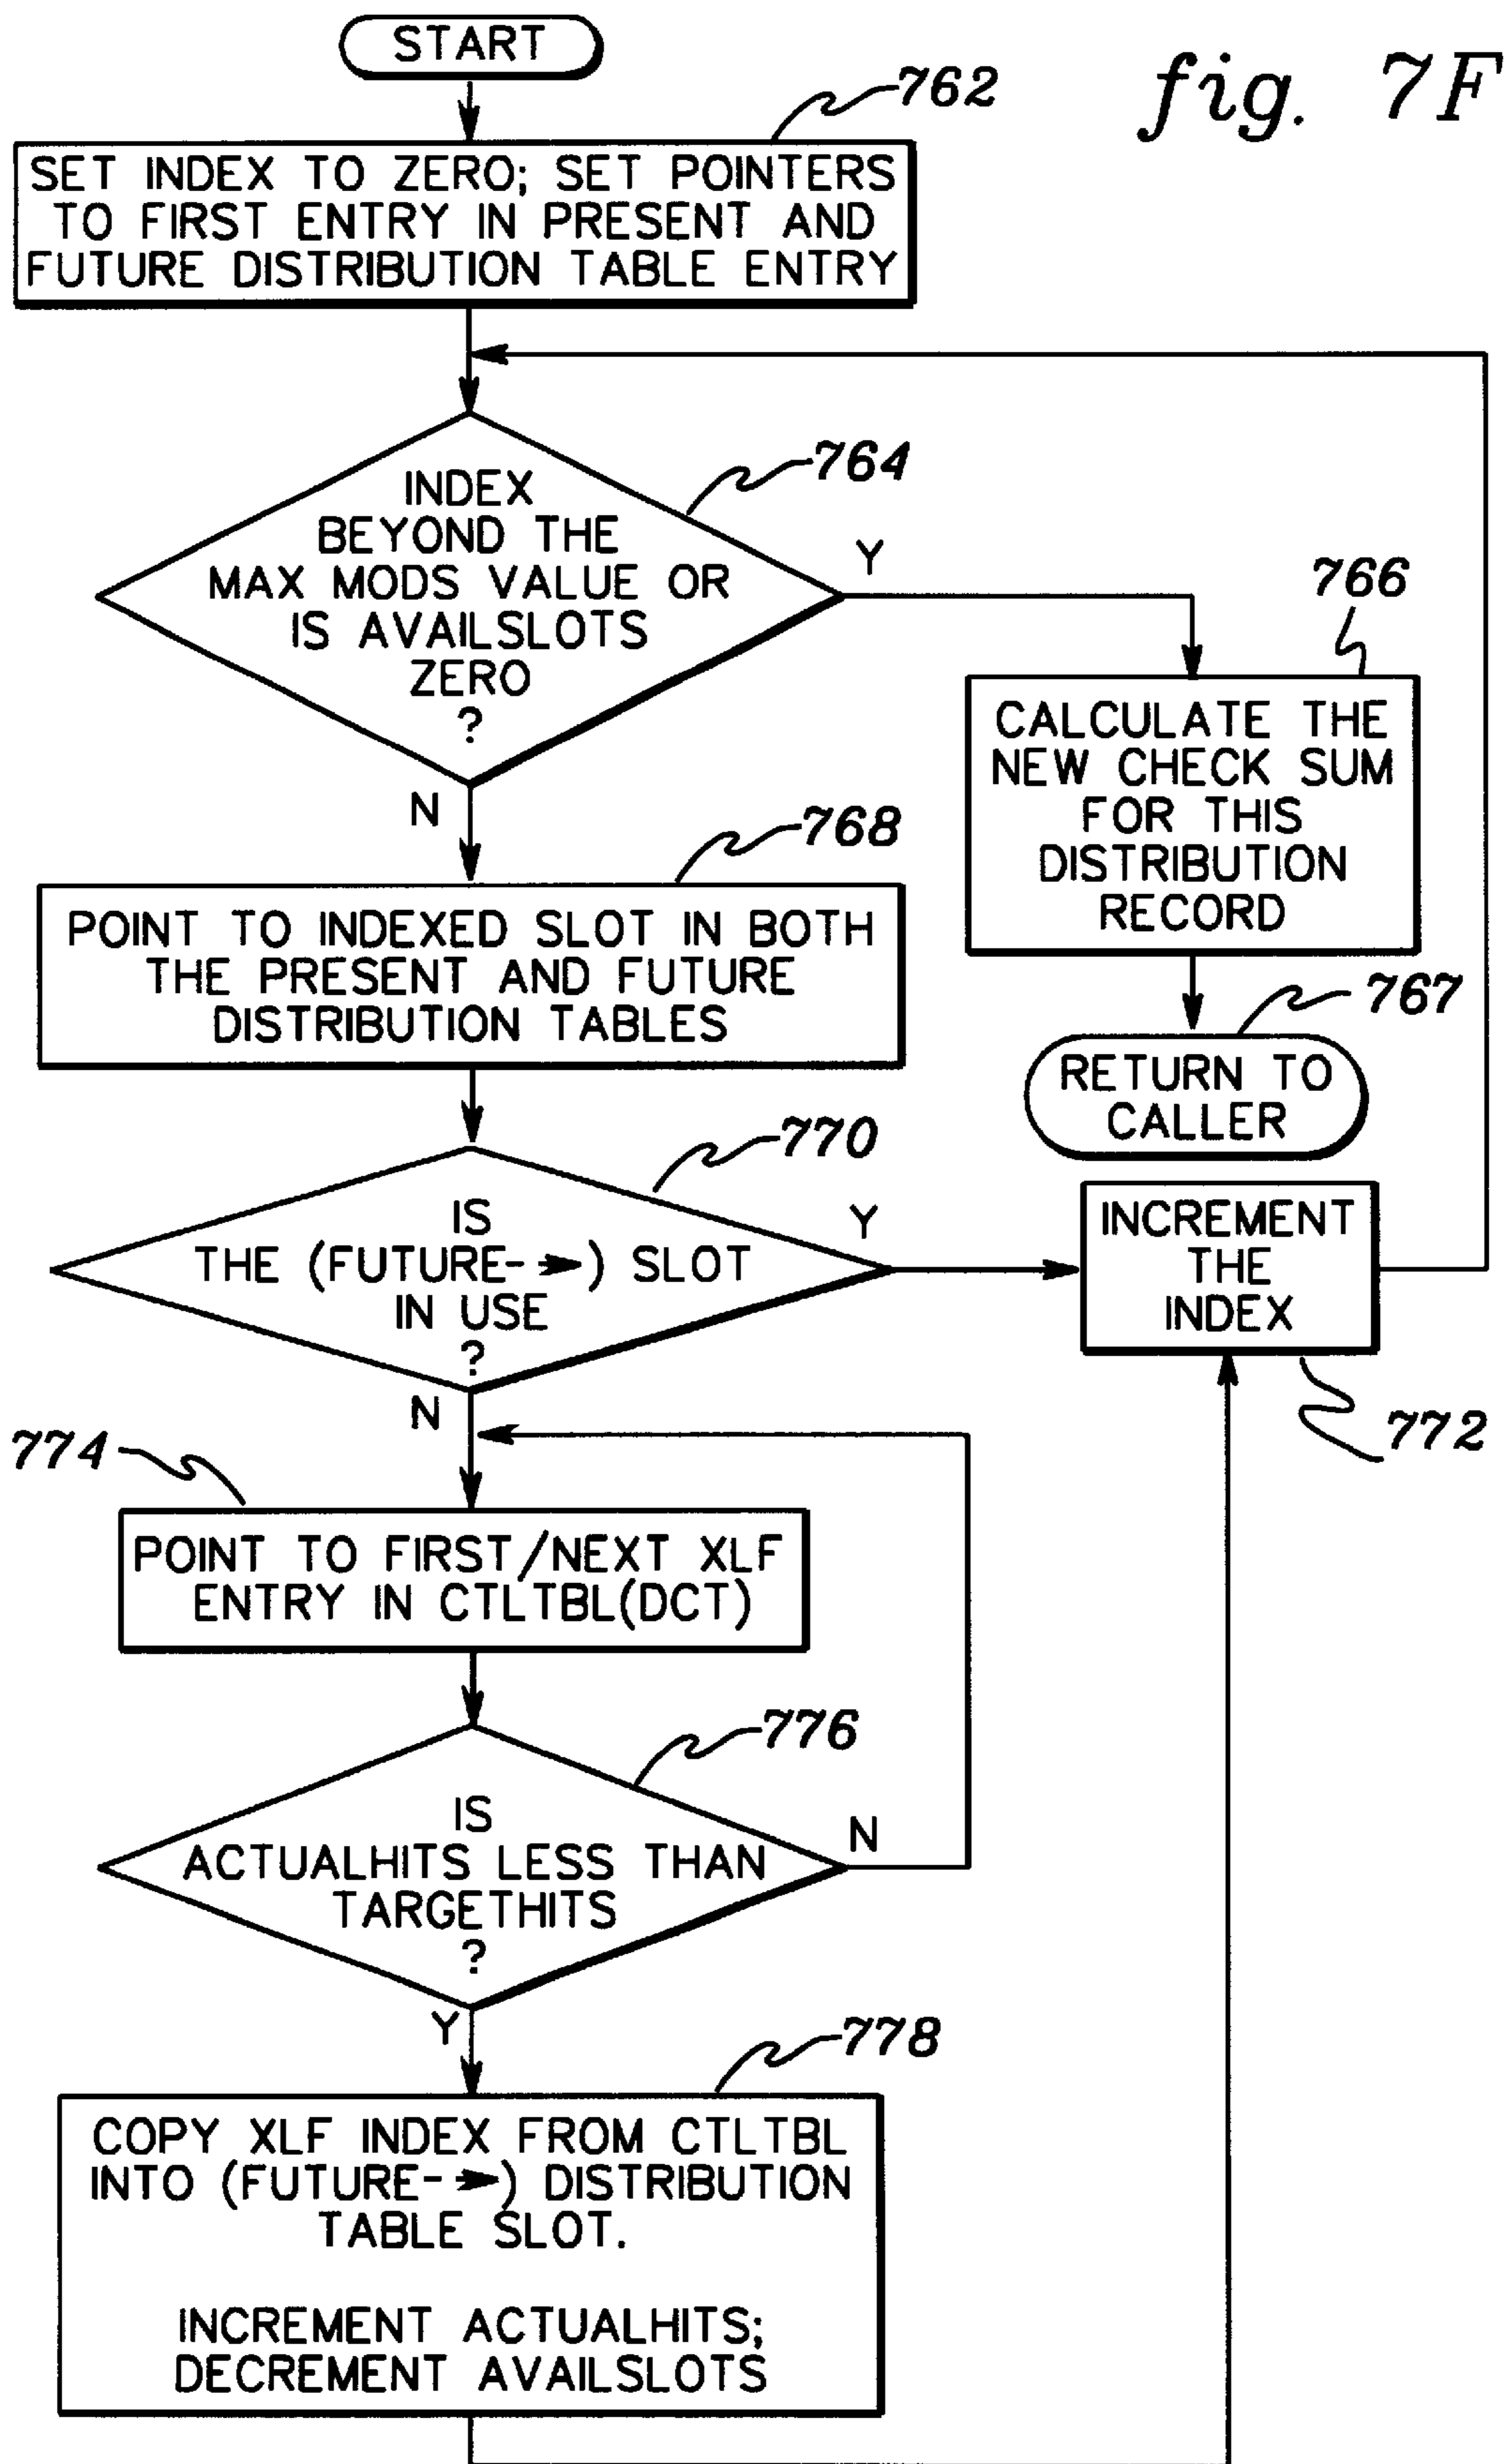 START
fig. 7F
762
SET INDEX TO ZERO; SET POINTERS
TO FIRST ENTRY IN PRESENT AND
FUTURE DISTRIBUTION TABLE ENTRY
764
INDEX
BEYOND THE
MAX MODS VALUE OR
IS AVAILSLOTS
ZERO
?
Y
N
766
CALCULATE THE
NEW CHECK SUM
FOR THIS
DISTRIBUTION
RECORD
767
RETURN TO
CALLER
768
POINT TO INDEXED SLOT IN BOTH
THE PRESENT AND FUTURE
DISTRIBUTION TABLES
770
IS
THE (FUTURE-➛) SLOT
IN USE
?
Y
N
INCREMENT
THE
INDEX
772
774
POINT TO FIRST/NEXT XLF
ENTRY IN CTLTBL(DCT)
776
IS
ACTUALHITS LESS THAN
TARGETHITS
?
N
Y
778
COPY XLF INDEX FROM CTLTBL
INTO (FUTURE-➛) DISTRIBUTION
TABLE SLOT.
INCREMENT ACTUALHITS;
DECREMENT AVAILSLOTS